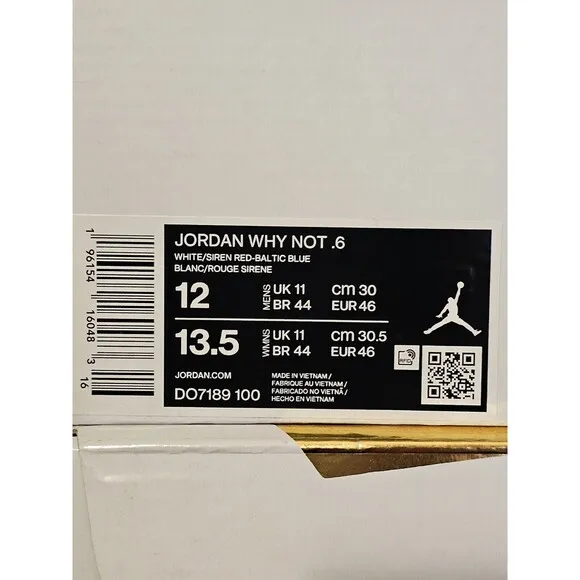 1 96154 16048 3 16
JORDAN WHY NOT .6
WHITE/SIREN RED-BALTIC BLUE
BLANC/ROUGE SIRENE
12 MENS UK 11 CM 30
BR 44 EUR 46
13.5 WMNS UK 11 CM 30.5
BR 44 EUR 46
JORDAN.COM
DO7189 100
MADE IN VIETNAM /
FABRIQUE AU VIETNAM /
FABRICADO NO VIETNÃ /
HECHO EN VIETNAM
RFID